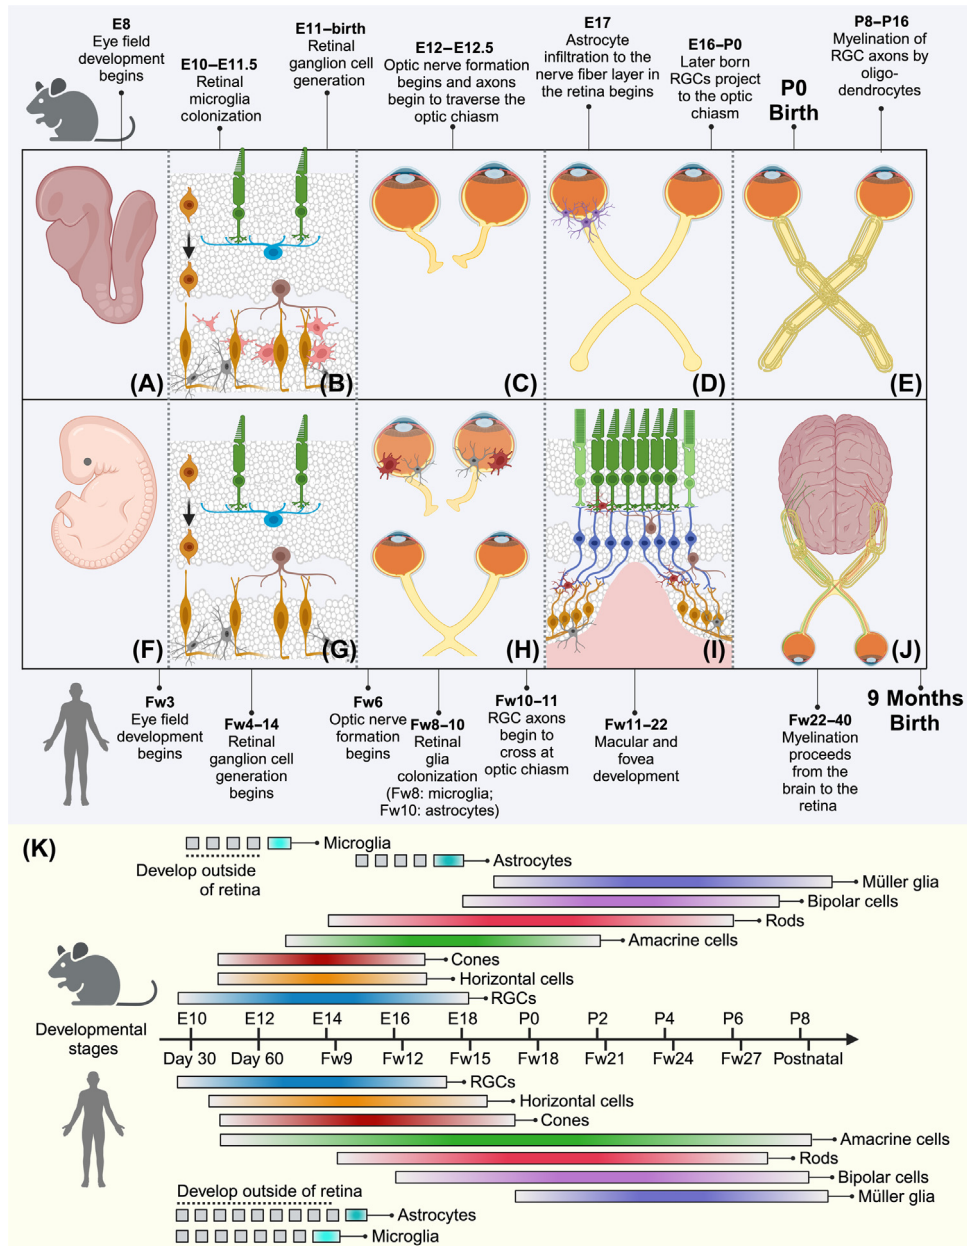 E8
Eye field
development
begins
E10–E11.5
Retinal
microglia
colonization
E11–birth
Retinal
ganglion cell
generation
E12–E12.5
Optic nerve formation
begins and axons
begin to traverse the
optic chiasm
E17
Astrocyte
infiltration to the
nerve fiber layer in
the retina begins
E16–P0
Later born
RGCs project
to the optic
chiasm
P0
Birth
P8–P16
Myelination of
RGC axons by
oligo-
dendrocytes
(A)
(B)
(C)
(D)
(E)
(F)
(G)
(H)
(I)
(J)
Fw3
Eye field
development
begins
Fw4–14
Retinal
ganglion cell
generation
begins
Fw6
Optic nerve
formation
begins
Fw8–10
Retinal
glia
colonization
(Fw8: microglia;
Fw10: astrocytes)
Fw10–11
RGC axons
begin to
cross at
optic chiasm
Fw11–22
Macular and
fovea
development
Fw22–40
Myelination
proceeds
from the
brain to the
retina
9 Months
Birth
(K)
Microglia
Develop outside
of retina
Astrocytes
Müller glia
Bipolar cells
Rods
Amacrine cells
Cones
Horizontal cells
RGCs
Developmental
stages
E10 E12 E14 E16 E18 P0 P2 P4 P6 P8
Day 30 Day 60 Fw9 Fw12 Fw15 Fw18 Fw21 Fw24 Fw27 Postnatal
RGCs
Horizontal cells
Cones
Amacrine cells
Rods
Bipolar cells
Müller glia
Develop outside of retina
Astrocytes
Microglia